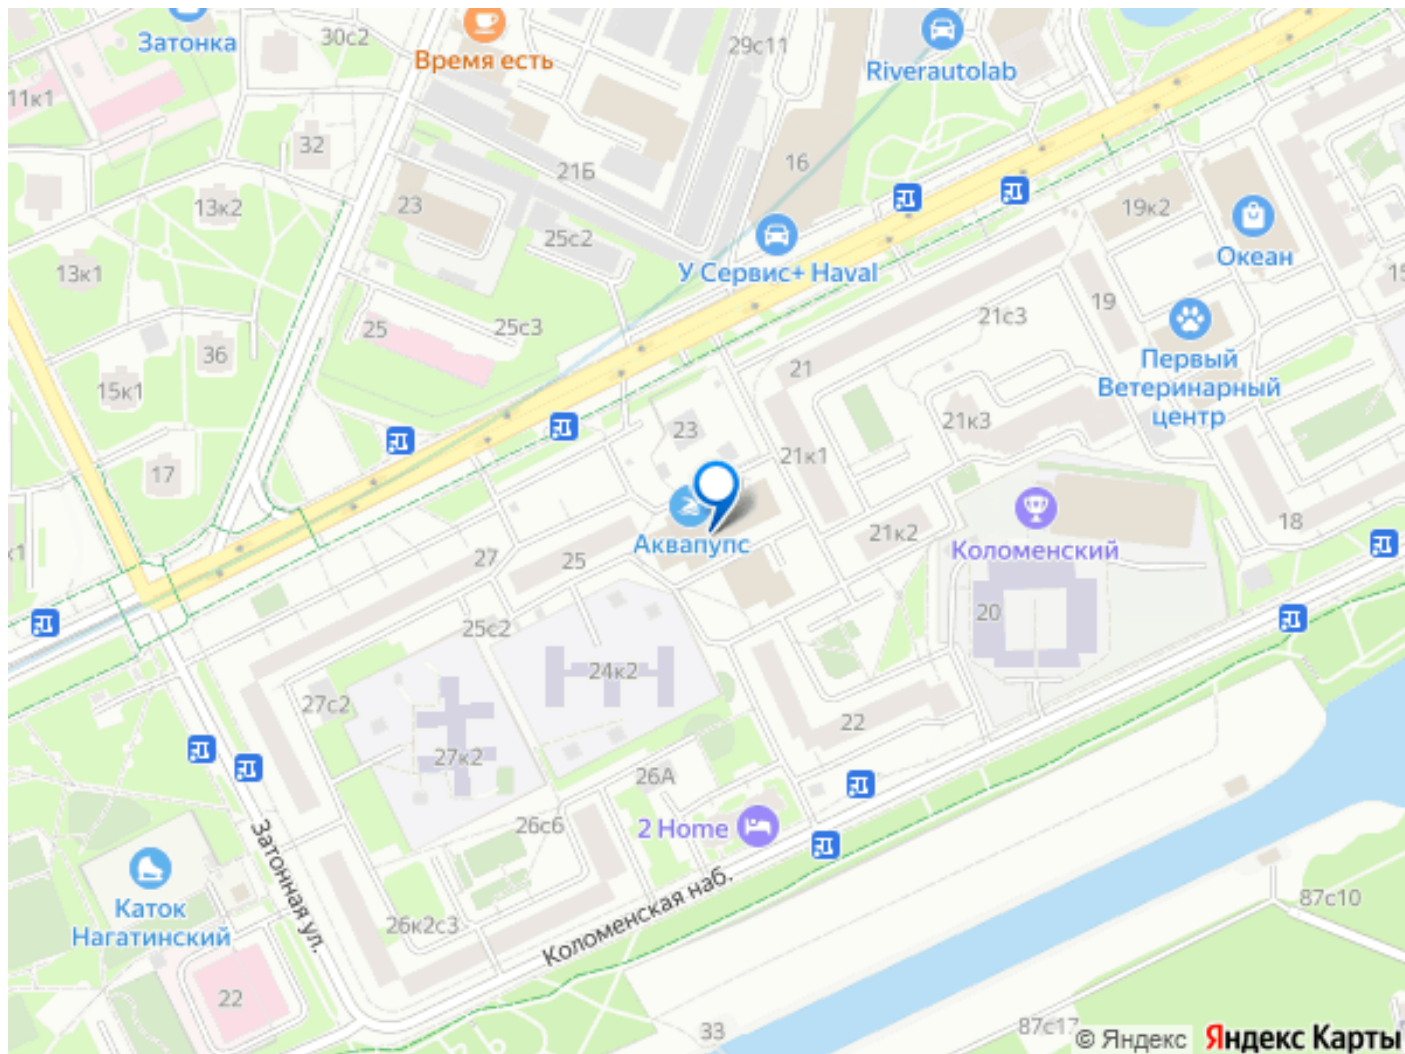 Затонка
30с2
Время есть
29с11
Riverautolab
11к1
32
21Б
16
13к2
23
25с2
19к2
Океан
У Сервис+ Haval
13к1
25
25с3
21с3
19
15
36
21
Первый
Ветеринарный
центр
15к1
23
21к3
17
21к1
Аквапупс
21к2
Коломенский
18
к1
27
25
20
25с2
24к2
27с2
22
27к2
26А
26с6
2 Home
Затонная ул.
Каток
Нагатинский
Коломенская наб.
26к2с3
87с10
22
33
87с17
© Яндекс
Яндекс Карты